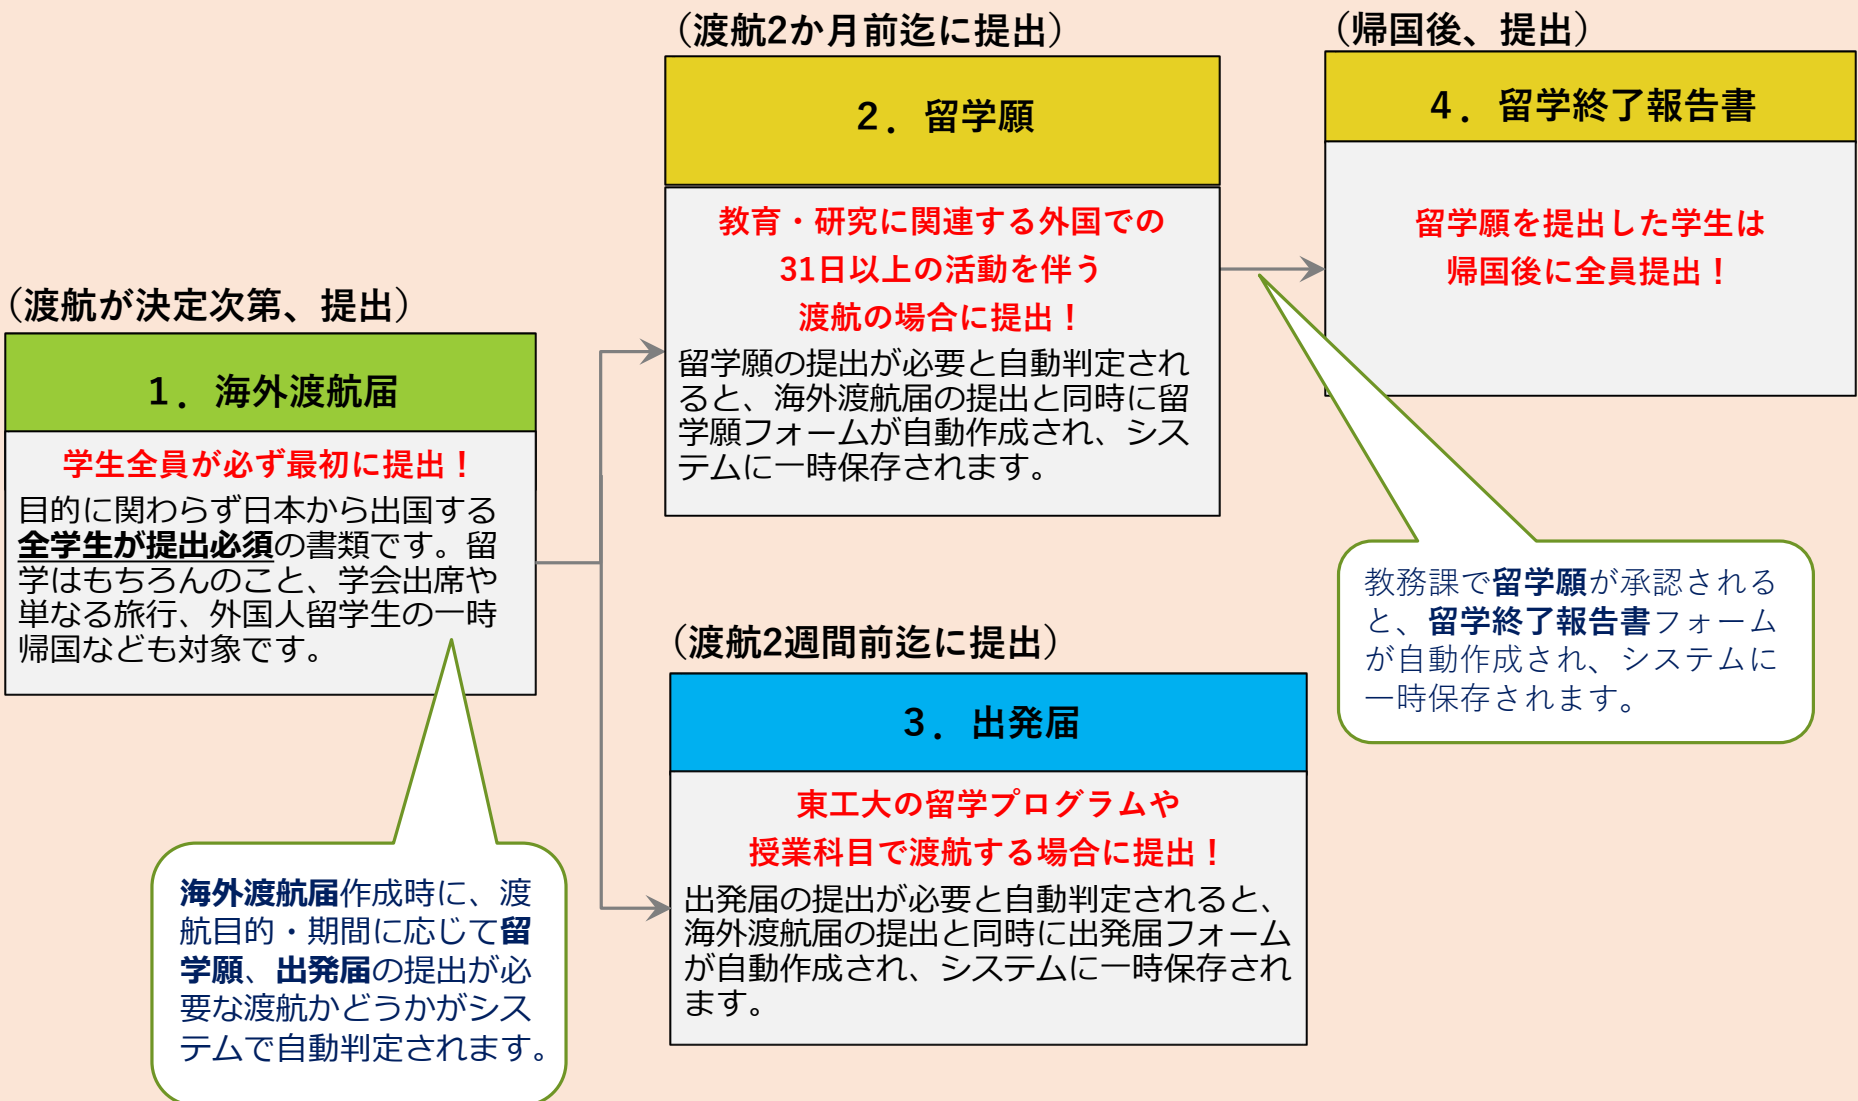 （渡航が決定次第、提出）
１．海外渡航届
学生全員が必ず最初に提出！
目的に関わらず日本から出国する
全学生が提出必須の書類です。留
学はもちろんのこと、学会出席や
単なる旅行、外国人留学生の一時
帰国なども対象です。
海外渡航届作成時に、渡
航目的・期間に応じて留
学願、出発届の提出が必
要な渡航かどうかがシス
テムで自動判定されます。
（渡航2か月前迄に提出）
２．留学願
教育・研究に関連する外国での
31日以上の活動を伴う
渡航の場合に提出！
留学願の提出が必要と自動判定され
ると、海外渡航届の提出と同時に留
学願フォームが自動作成され、シス
テムに一時保存されます。
（渡航2週間前迄に提出）
３．出発届
東工大の留学プログラムや
授業科目で渡航する場合に提出！
出発届の提出が必要と自動判定されると、
海外渡航届の提出と同時に出発届フォーム
が自動作成され、システムに一時保存され
ます。
（帰国後、提出）
４．留学終了報告書
留学願を提出した学生は
帰国後に全員提出！
教務課で留学願が承認される
と、留学終了報告書フォーム
が自動作成され、システムに
一時保存されます。